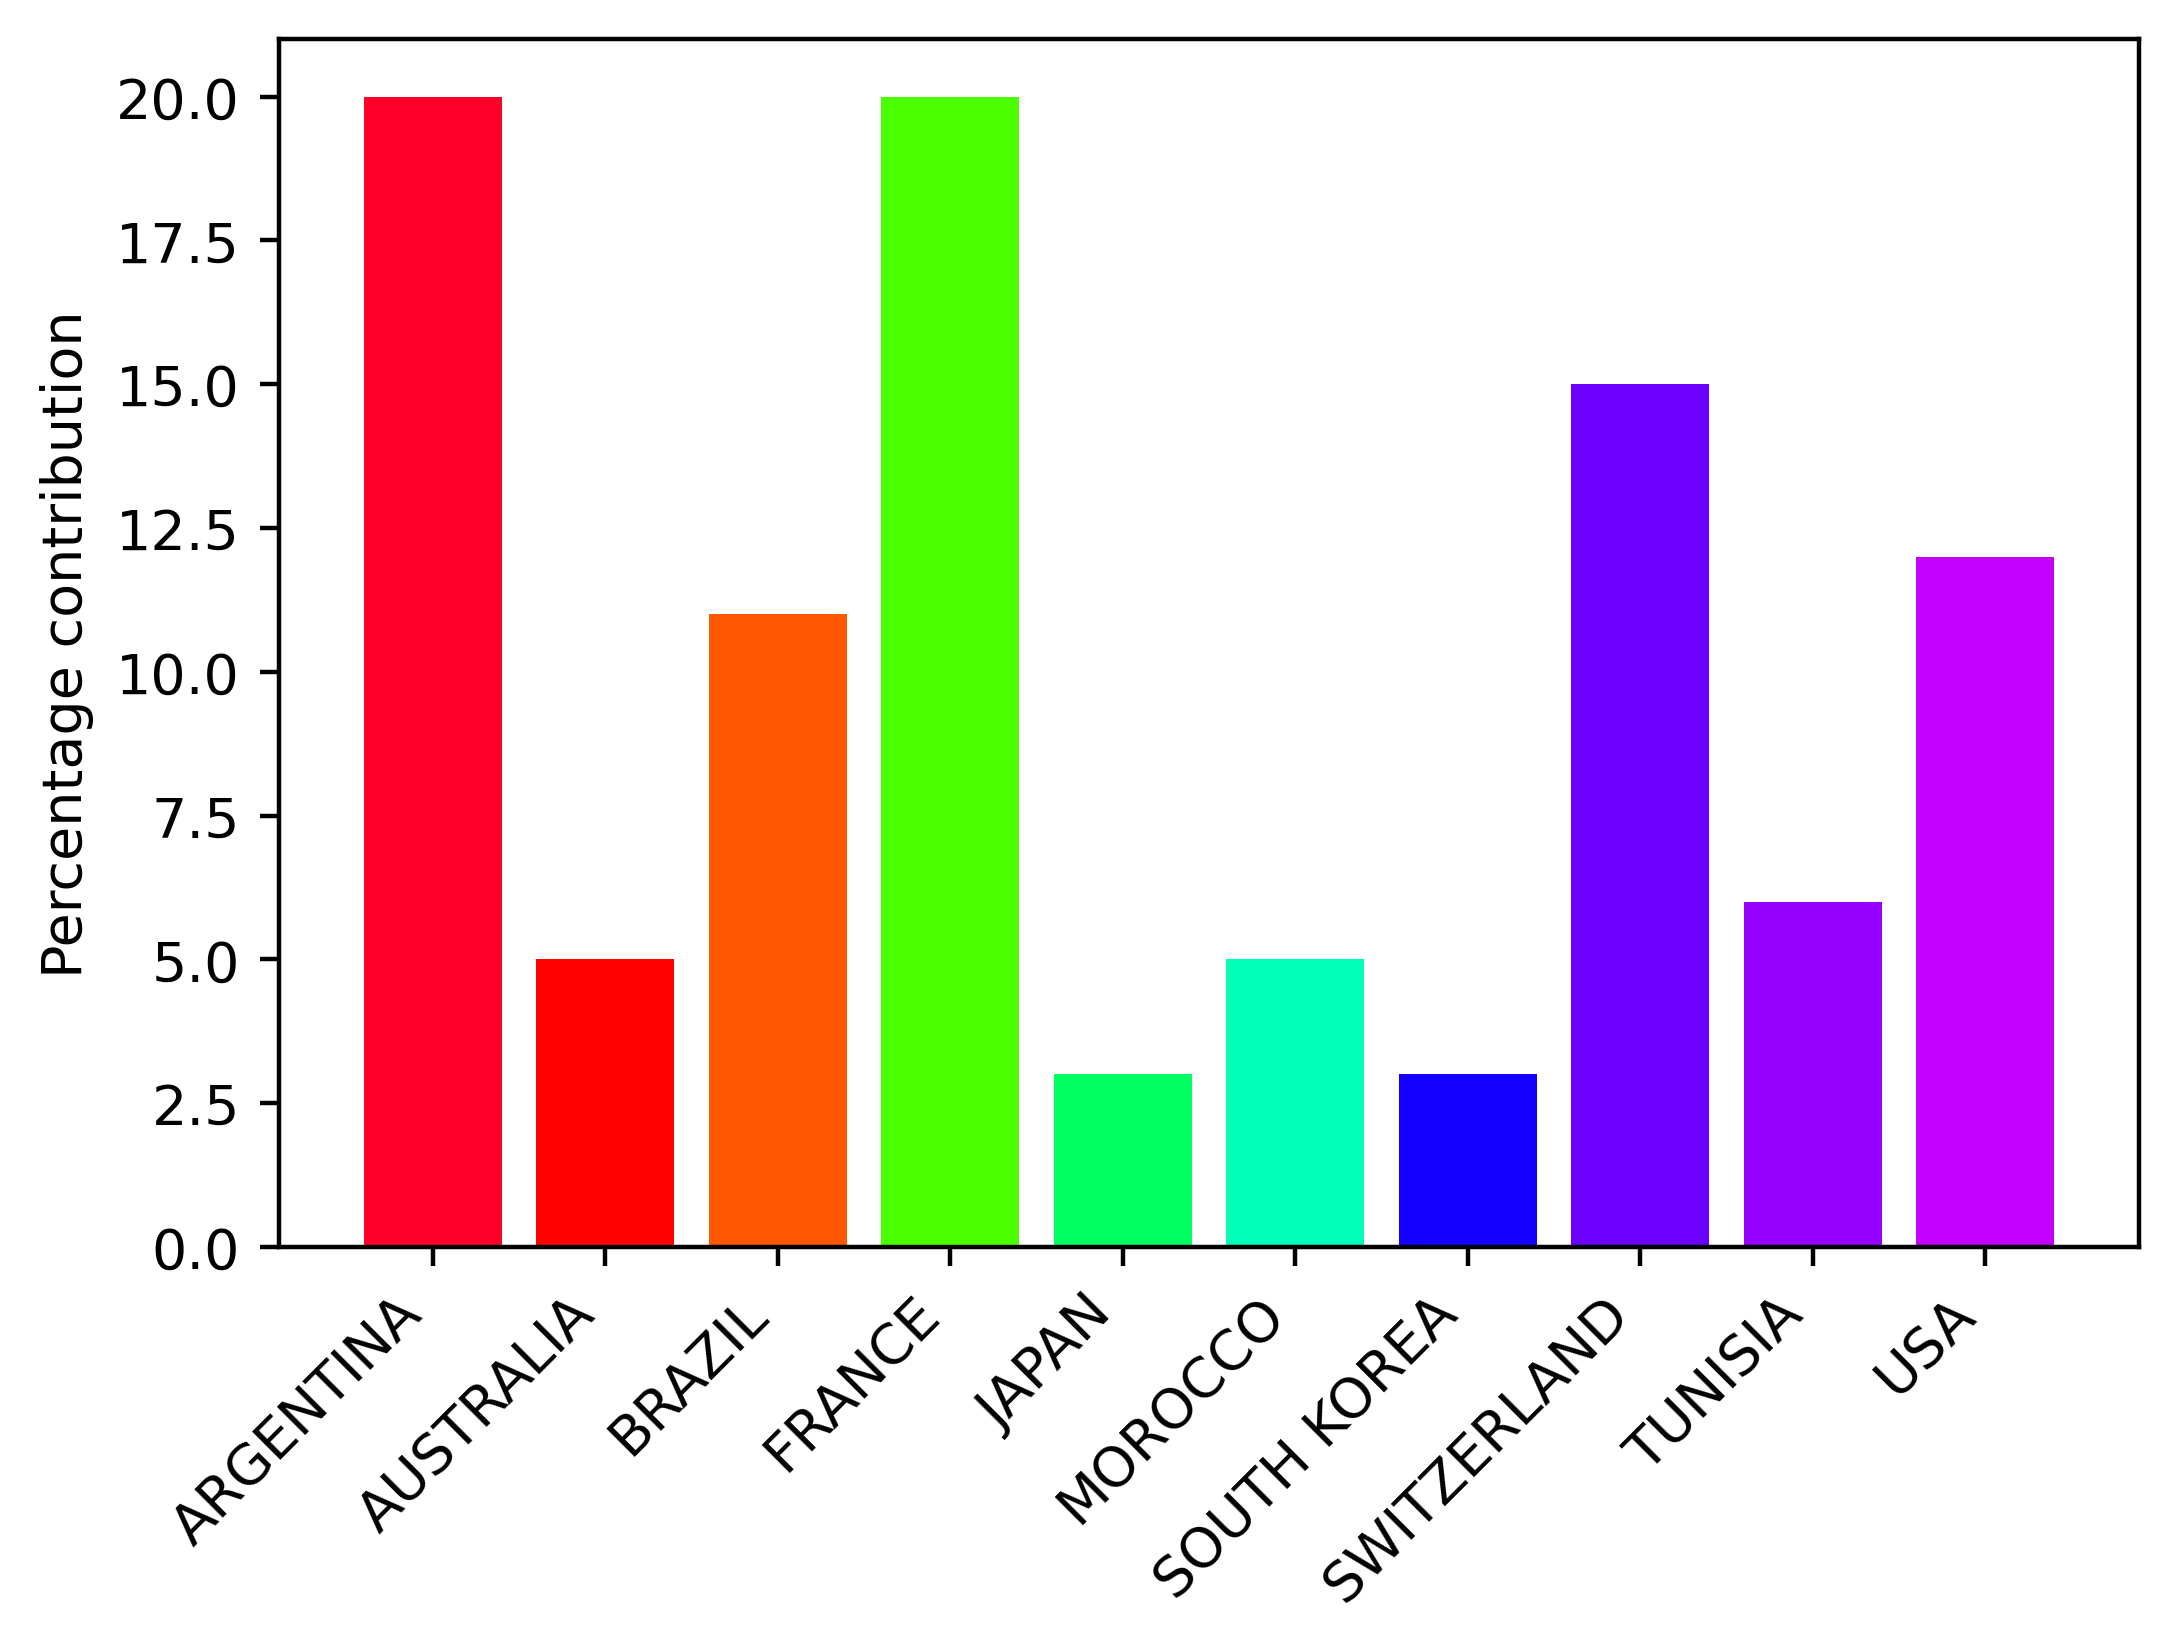 Percentage contribution
20.0
17.5
15.0
12.5
10.0
7.5
5.0
2.5
0.0
ARGENTINA
AUSTRALIA
BRAZIL
FRANCE
JAPAN
MOROCCO
SOUTH KOREA
SWITZERLAND
TUNISIA
USA